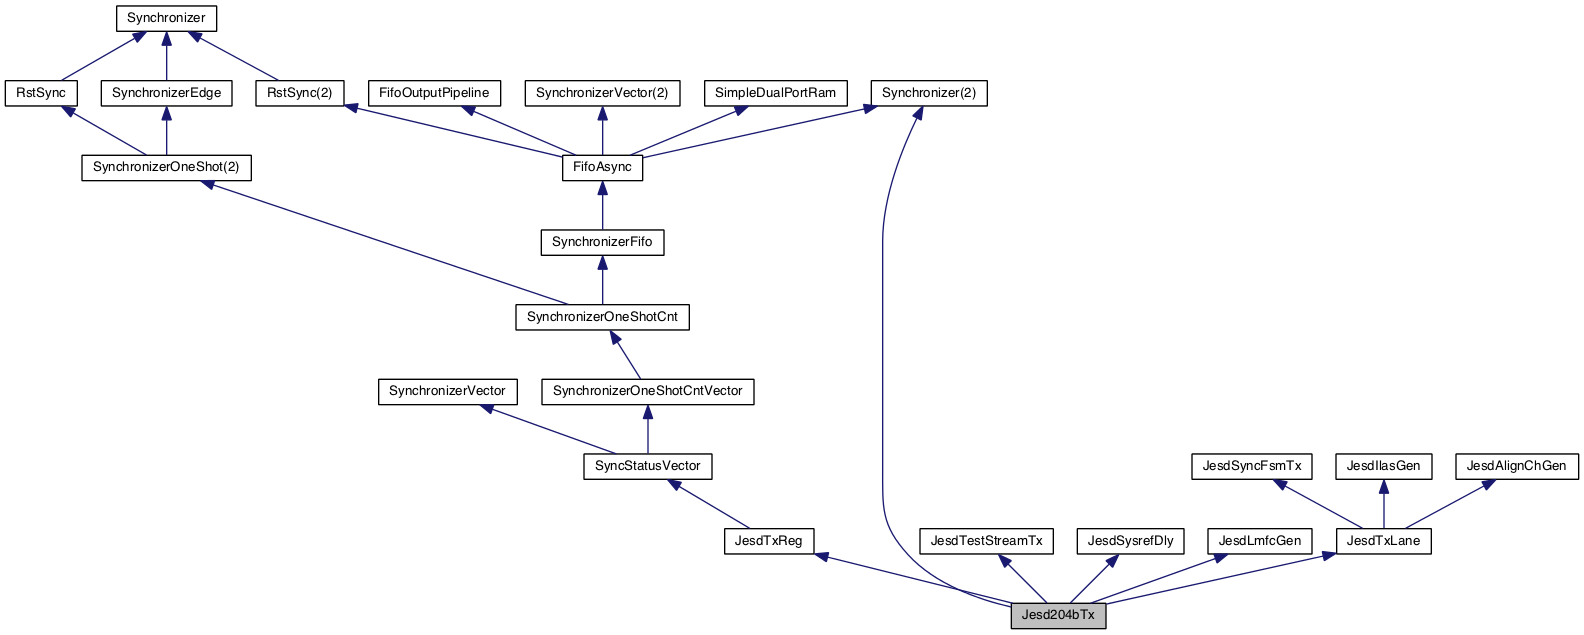 Synchronizer
RstSync
SynchronizerEdge
RstSync(2)
FifoOutputPipeline
SynchronizerVector(2)
SimpleDualPortRam
Synchronizer(2)
SynchronizerOneShot(2)
FifoAsync
SynchronizerFifo
SynchronizerOneShotCnt
SynchronizerVector
SynchronizerOneShotCntVector
SyncStatusVector
JesdSyncFsmTx
JesdIlasGen
JesdAlignChGen
JesdTxReg
JesdTestStreamTx
JesdSysrefDly
JesdLmfcGen
JesdTxLane
Jesd204bTx